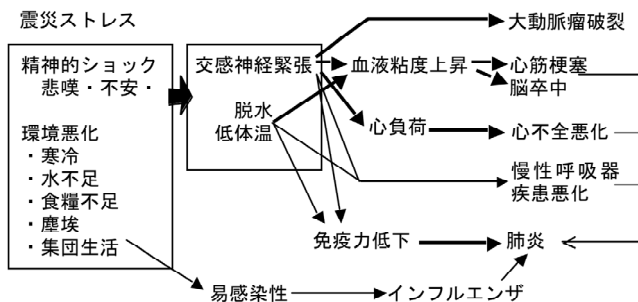 震災ストレス
精神的ショック
悲嘆・不安・
環境悪化
・寒冷
・水不足
・食糧不足
・塵埃
・集団生活
交感神経緊張
脱水
低体温
血液粘度上昇
心負荷
免疫力低下
易感染性
インフルエンザ
大動脈瘤破裂
心筋梗塞
脳卒中
心不全悪化
慢性呼吸器
疾患悪化
肺炎